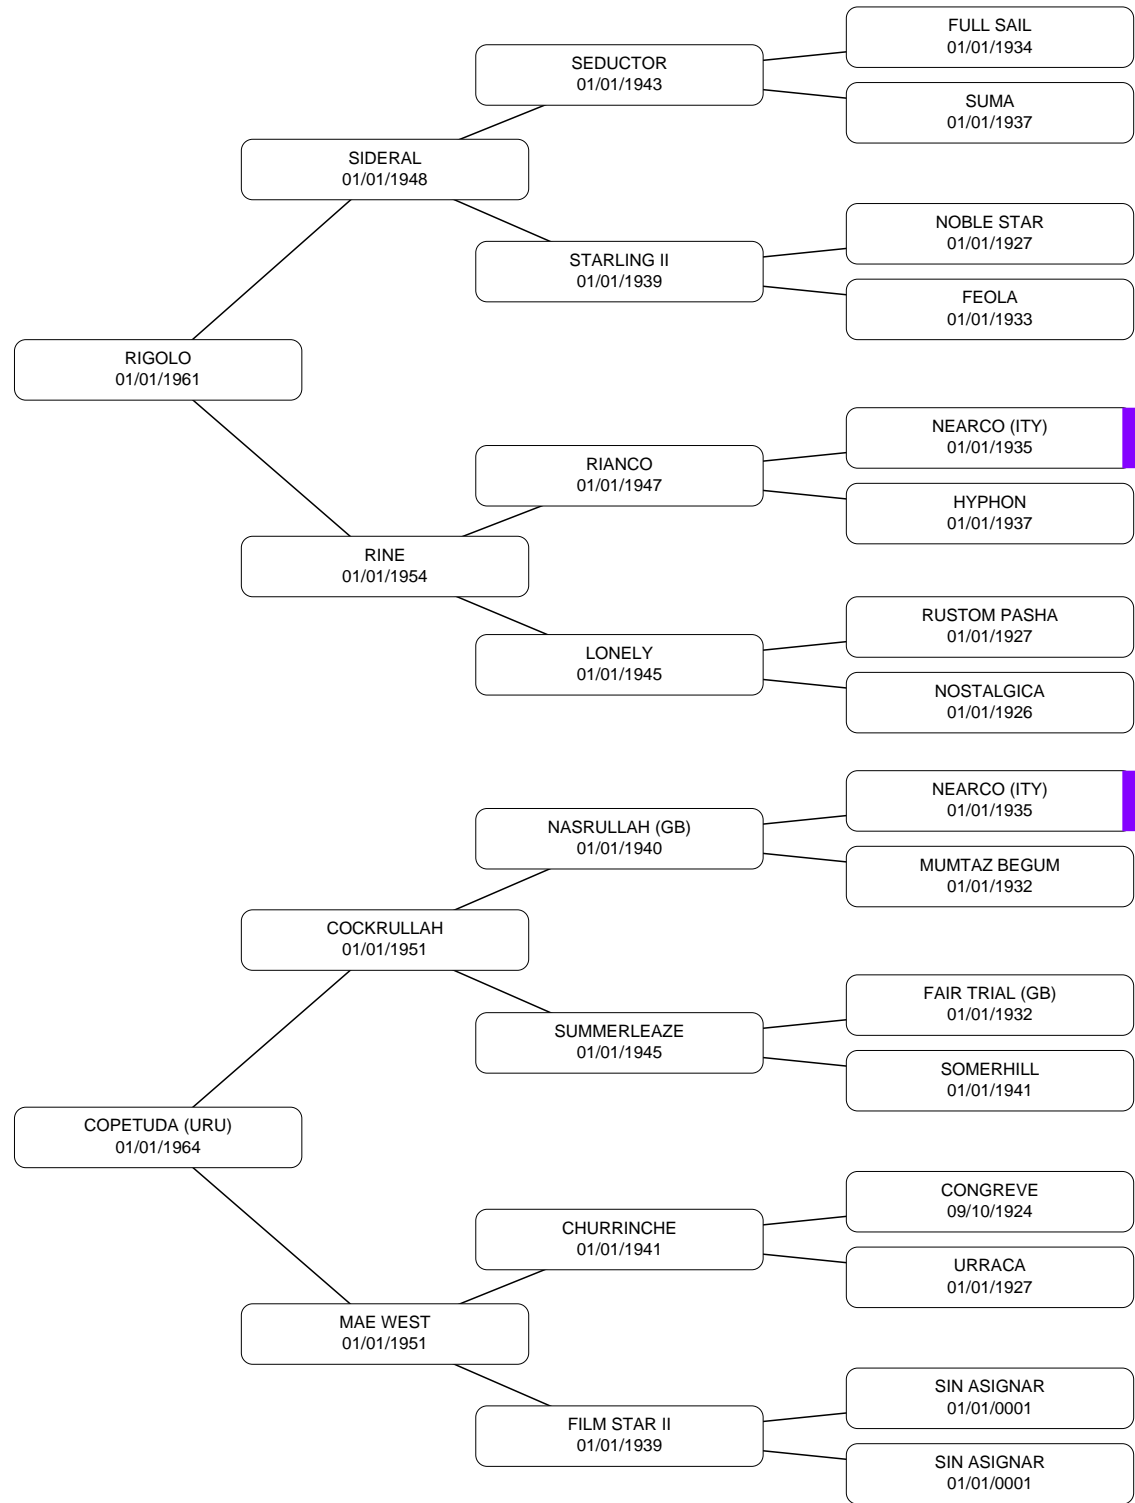 FULL SAIL
01/01/1934
SEDUCTOR
01/01/1943
SUMA
01/01/1937
SIDERAL
01/01/1948
NOBLE STAR
01/01/1927
STARLING II
01/01/1939
FEOLA
01/01/1933
RIGOLO
01/01/1961
NEARCO (ITY)
01/01/1935
RIANCO
01/01/1947
HYPHON
01/01/1937
RINE
01/01/1954
RUSTOM PASHA
01/01/1927
LONELY
01/01/1945
NOSTALGICA
01/01/1926
NEARCO (ITY)
01/01/1935
NASRULLAH (GB)
01/01/1940
MUMTAZ BEGUM
01/01/1932
COCKRULLAH
01/01/1951
FAIR TRIAL (GB)
01/01/1932
SUMMERLEAZE
01/01/1945
SOMERHILL
01/01/1941
COPETUDA (URU)
01/01/1964
CONGREVE
09/10/1924
CHURRINCHE
01/01/1941
URRACA
01/01/1927
MAE WEST
01/01/1951
SIN ASIGNAR
01/01/0001
FILM STAR II
01/01/1939
SIN ASIGNAR
01/01/0001